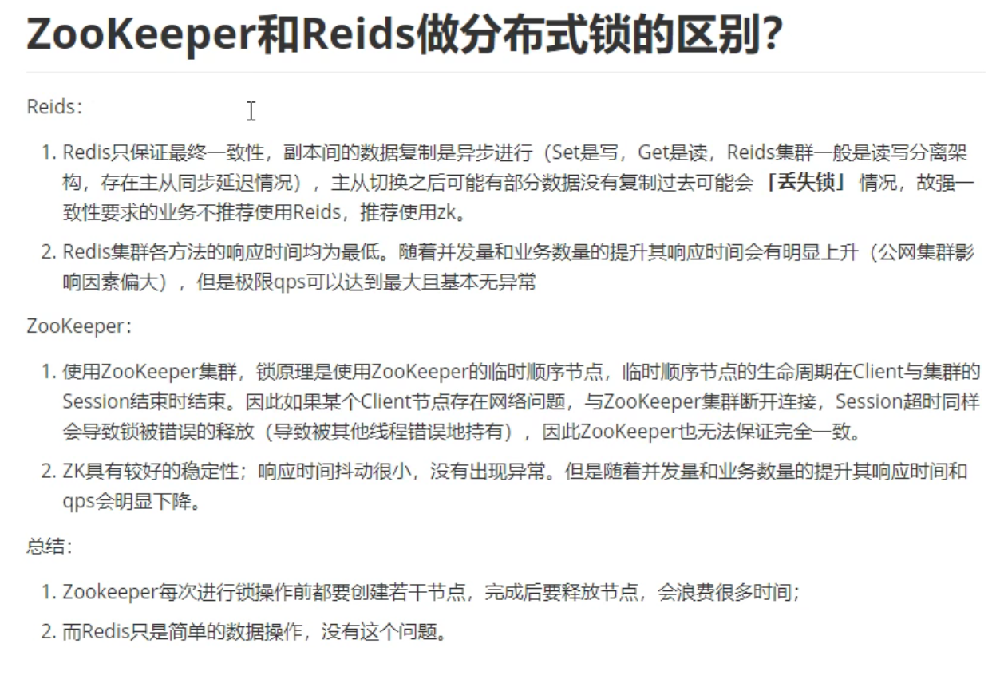 ZooKeeper和Reids做分布式锁的区别？
Reids：
1. Redis只保证最终一致性，副本间的数据复制是异步进行（Set是写，Get是读，Reids集群一般是读写分离架
构，存在主从同步延迟情况），主从切换之后可能有部分数据没有复制过去可能会「丢失锁」情况，故强一
致性要求的业务不推荐使用Reids，推荐使用zk。
2. Redis集群各方法的响应时间均为最低。随着并发量和业务数量的提升其响应时间会有明显上升（公网集群影
响因素偏大），但是极限qps可以达到最大且基本无异常
ZooKeeper：
1. 使用ZooKeeper集群，锁原理是使用ZooKeeper的临时顺序节点，临时顺序节点的生命周期在Client与集群的
Session结束时结束。因此如果某个Client节点存在网络问题，与ZooKeeper集群断开连接，Session超时同样
会导致锁被错误的释放（导致被其他线程错误地持有），因此ZooKeeper也无法保证完全一致。
2. ZK具有较好的稳定性；响应时间抖动很小，没有出现异常。但是随着并发量和业务数量的提升其响应时间和
qps会明显下降。
总结：
1. Zookeeper每次进行锁操作前都要创建若干节点，完成后要释放节点，会浪费很多时间；
2. 而Redis只是简单的数据操作，没有这个问题。